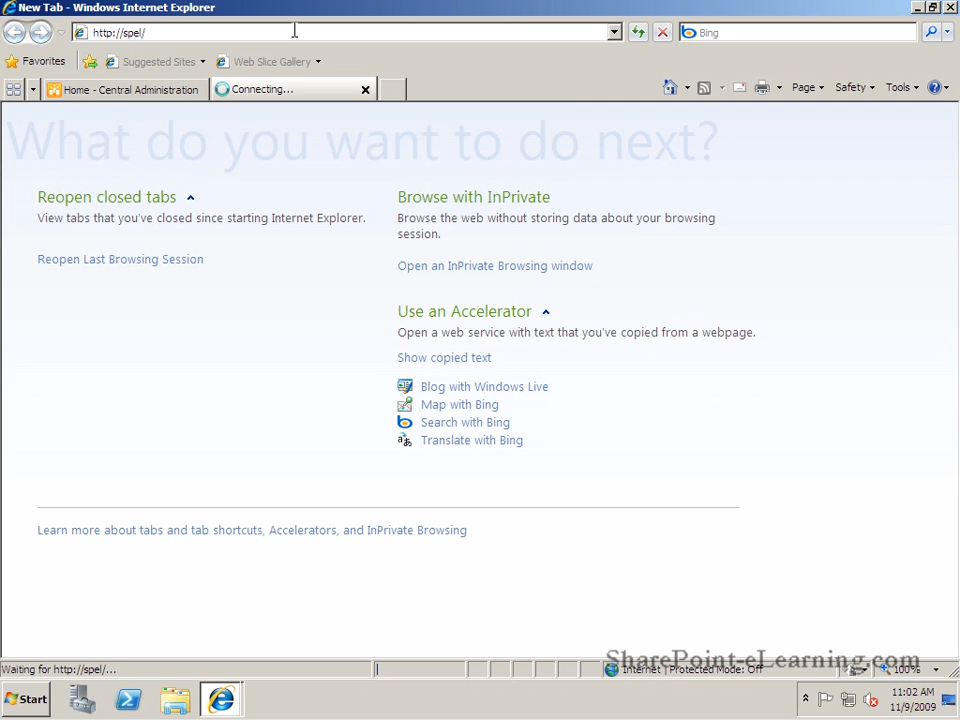 New Tab - Windows Internet Explorer
http://spel/
Bing
Favorites
Suggested Sites
Web Slice Gallery
Home - Central Administration
Connecting...
Page
Safety
Tools
What do you want to do next?
Reopen closed tabs
View tabs that you've closed since starting Internet Explorer.
Reopen Last Browsing Session
Browse with InPrivate
Browse the web without storing data about your browsing
session.
Open an InPrivate Browsing window
Use an Accelerator
Open a web service with text that you've copied from a webpage.
Show copied text
Blog with Windows Live
Map with Bing
Search with Bing
Translate with Bing
Learn more about tabs and tab shortcuts, Accelerators, and InPrivate Browsing
Waiting for http://spel/...
Internet | Protected Mode: Off
100%
SharePoint-eLearning.com
Start
11:02 AM
11/9/2009